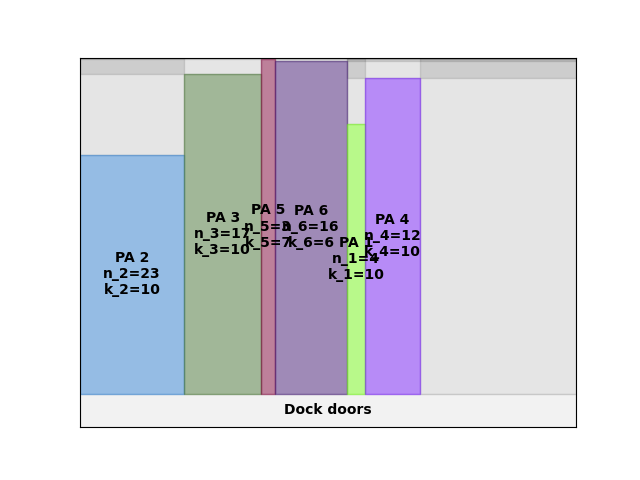 PA 2
n_2=23
k_2=10
PA 3
n_3=17
k_3=10
PA 5
n_5=3
k_5=7
PA 6
n_6=16
k_6=6
PA 1
n_1=4
k_1=10
PA 4
n_4=12
k_4=10
Dock doors